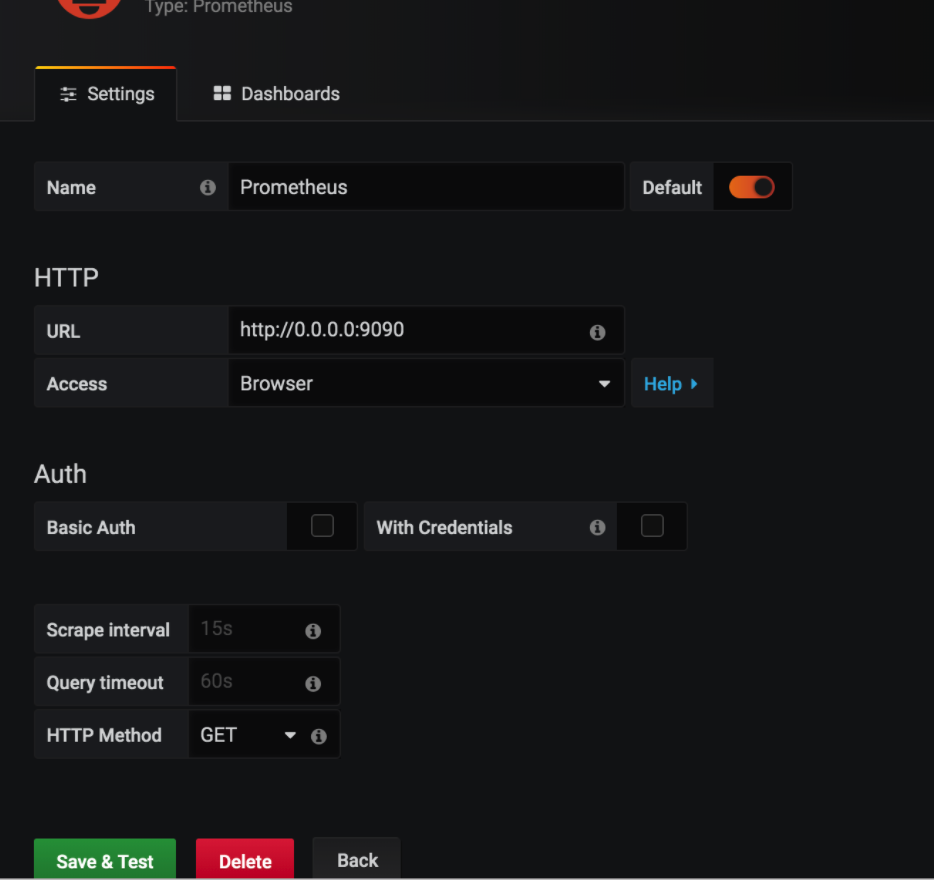 Type: Prometheus
Settings Dashboards
Name Prometheus Default
HTTP
URL http://0.0.0.0:9090
Access Browser Help
Auth
Basic Auth With Credentials
Scrape interval 15s
Query timeout 60s
HTTP Method GET
Save & Test Delete Back